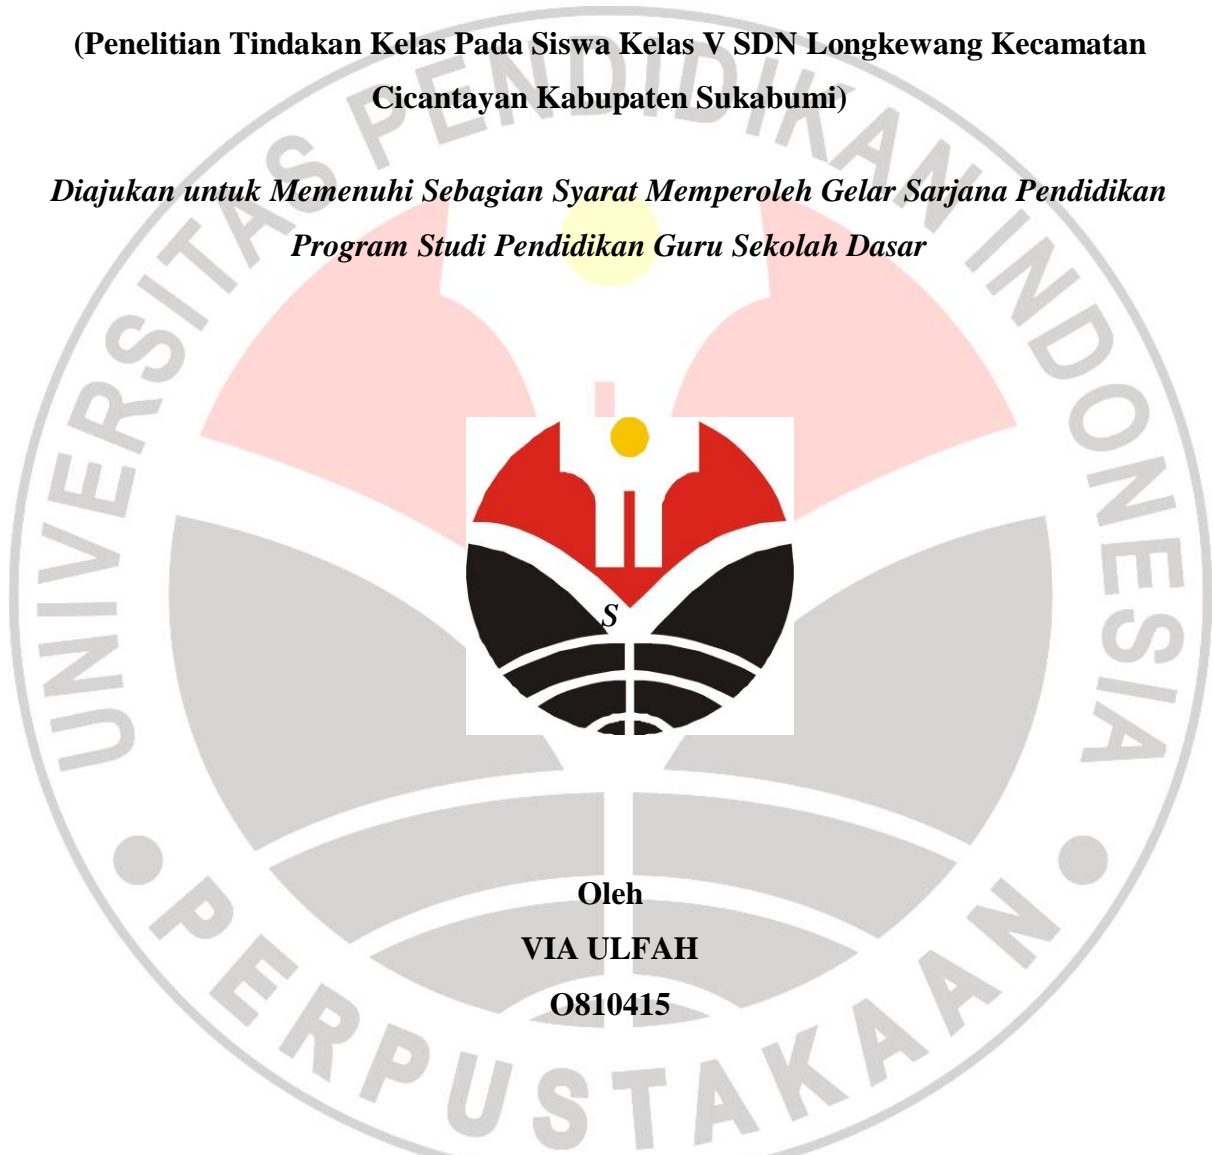 (Penelitian Tindakan Kelas Pada Siswa Kelas V SDN Longkewang Kecamatan
Cicantayan Kabupaten Sukabumi)
Diajukan untuk Memenuhi Sebagian Syarat Memperoleh Gelar Sarjana Pendidikan
Program Studi Pendidikan Guru Sekolah Dasar
S
Oleh
VIA ULFAH
O810415
UNIVERSITAS PENDIDIKAN INDONESIA
PERPUSTAKAAN